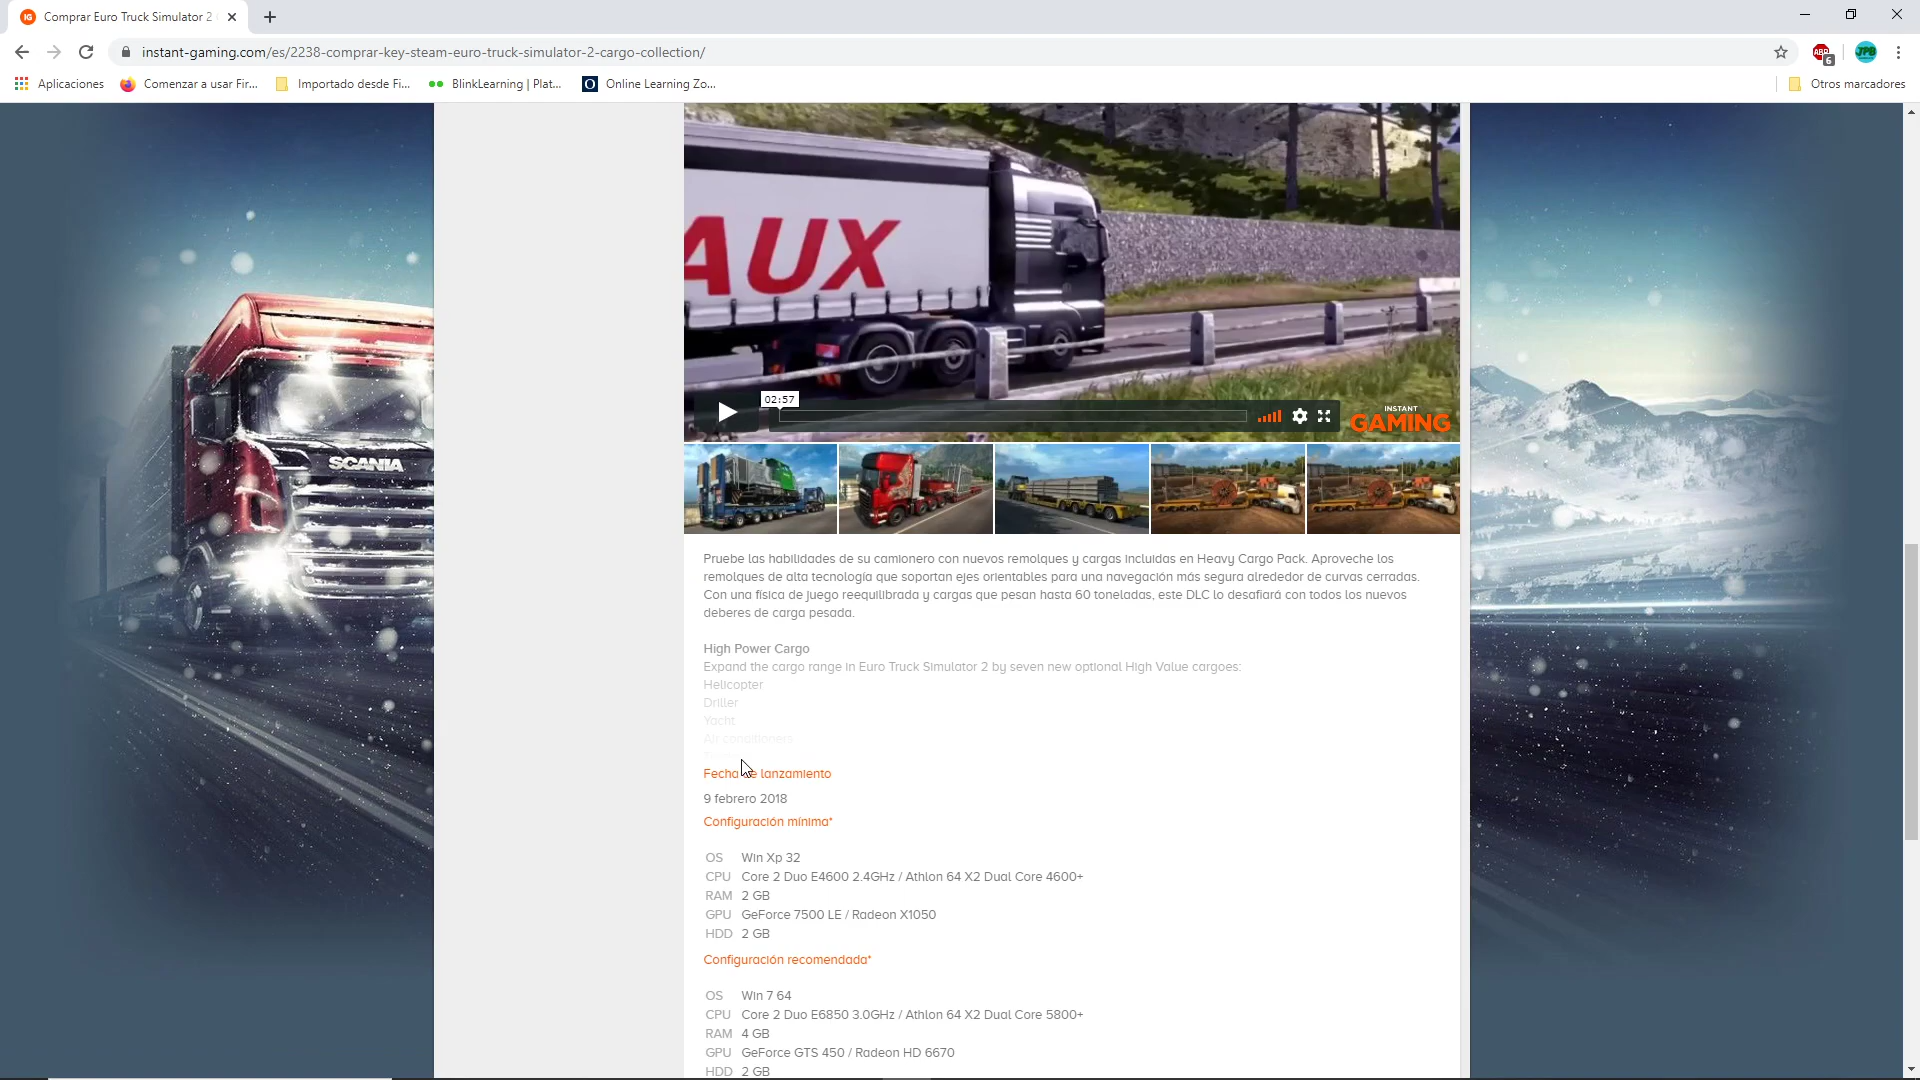 Comprar Euro Truck Simulator 2
instant-gaming.com/es/2238-comprar-key-steam-euro-truck-simulator-2-cargo-collection/
ABP
6
JPB
Aplicaciones
Comenzar a usar Fir...
Importado desde Fi...
BlinkLearning | Plat...
Online Learning Zo...
Otros marcadores
AUX
SCANIA
02:57
INSTANT
GAMING
Pruebe las habilidades de su camionero con nuevos remolques y cargas incluidas en Heavy Cargo Pack. Aproveche los
remolques de alta tecnología que soportan ejes orientables para una navegación más segura alrededor de curvas cerradas.
Con una física de juego reequilibrada y cargas que pesan hasta 60 toneladas, este DLC lo desafiará con todos los nuevos
deberes de carga pesada.
High Power Cargo
Expand the cargo range in Euro Truck Simulator 2 by seven new optional High Value cargoes:
Helicopter
Driller
Yacht
Air conditioners
Fecha de lanzamiento
9 febrero 2018
Configuración mínima*
OS Win Xp 32
CPU Core 2 Duo E4600 2.4GHz / Athlon 64 X2 Dual Core 4600+
RAM 2 GB
GPU GeForce 7500 LE / Radeon X1050
HDD 2 GB
Configuración recomendada*
OS Win 7 64
CPU Core 2 Duo E6850 3.0GHz / Athlon 64 X2 Dual Core 5800+
RAM 4 GB
GPU GeForce GTS 450 / Radeon HD 6670
HDD 2 GB